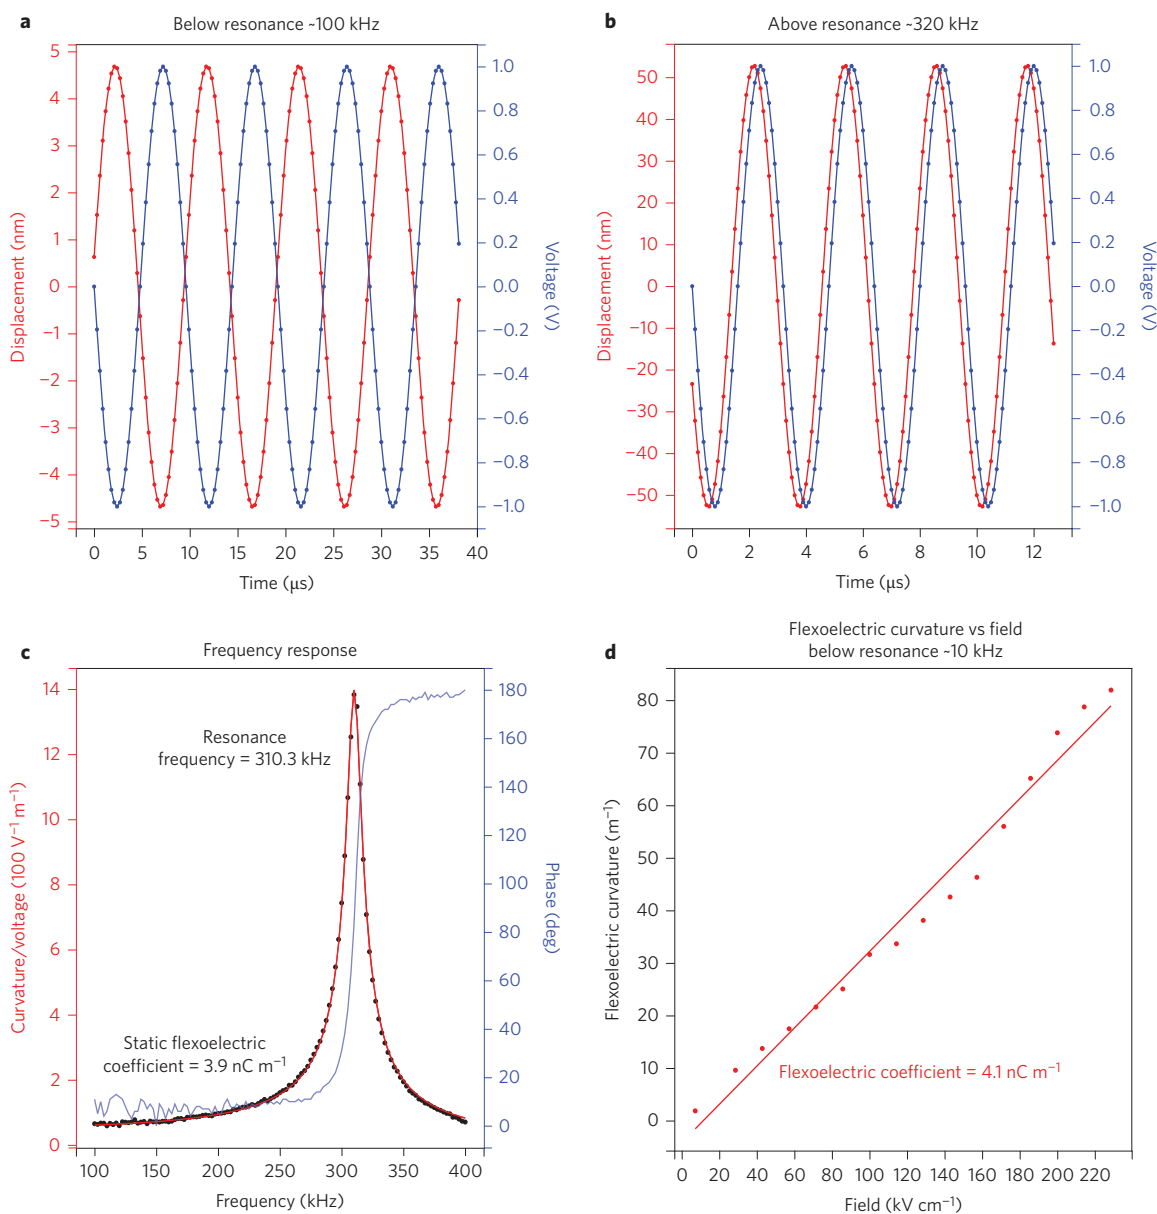 a
Below resonance ~100 kHz
5
4
3
2
1
0
−1
−2
−3
−4
−5
Displacement (nm)
1.0
0.8
0.6
0.4
0.2
0.0
−0.2
−0.4
−0.6
−0.8
−1.0
Voltage (V)
0 5 10 15 20 25 30 35 40
Time (μs)
b
Above resonance ~320 kHz
50
40
30
20
10
0
−10
−20
−30
−40
−50
Displacement (nm)
1.0
0.8
0.6
0.4
0.2
0.0
−0.2
−0.4
−0.6
−0.8
−1.0
Voltage (V)
0 2 4 6 8 10 12
Time (μs)
c
Frequency response
14
12
10
8
6
4
2
0
Curvature/voltage (100 V⁻¹ m⁻¹)
Resonance
frequency = 310.3 kHz
Static flexoelectric
coefficient = 3.9 nC m⁻¹
180
160
140
120
100
80
60
40
20
0
Phase (deg)
100 150 200 250 300 350 400
Frequency (kHz)
d
Flexoelectric curvature vs field
below resonance ~10 kHz
80
70
60
50
40
30
20
10
0
Flexoelectric curvature (m⁻¹)
Flexoelectric coefficient = 4.1 nC m⁻¹
0 20 40 60 80 100 120 140 160 180 200 220
Field (kV cm⁻¹)